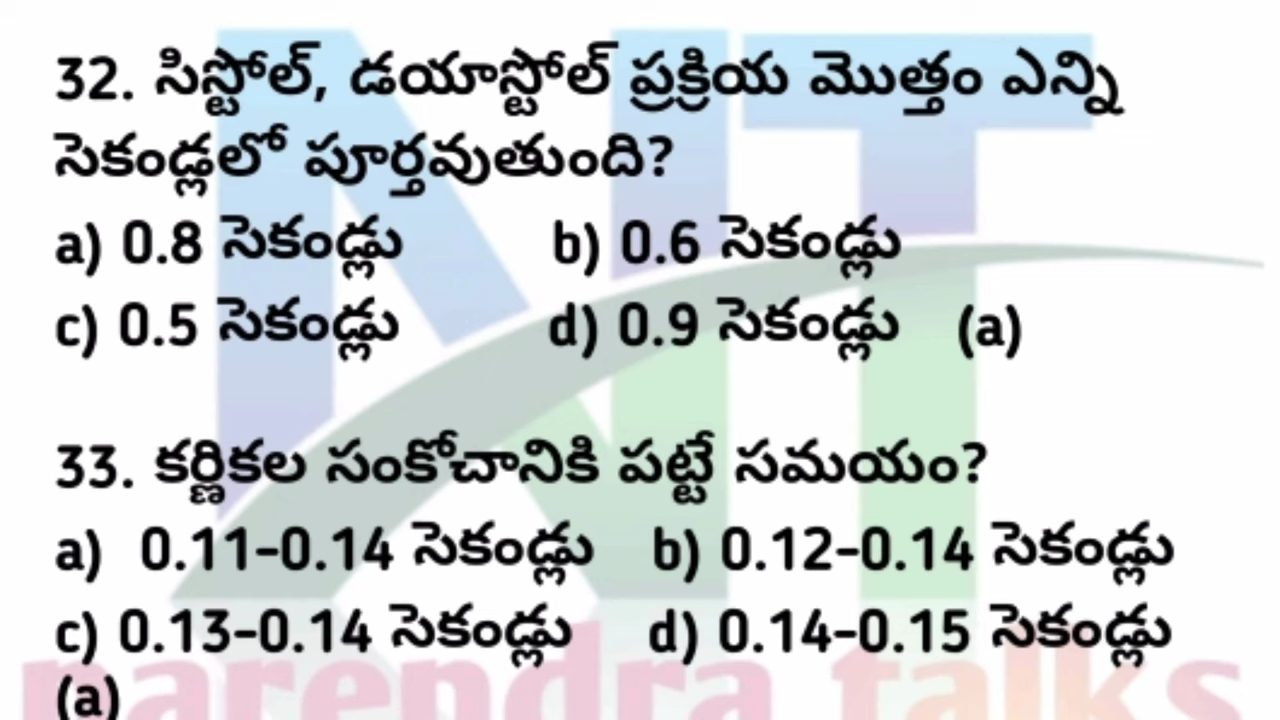 32. సిస్టోల్, డయాస్టోల్ ప్రక్రియ మొత్తం ఎన్ని
సెకండ్లలో పూర్తవుతుంది?
a) 0.8 సెకండ్లు b) 0.6 సెకండ్లు
c) 0.5 సెకండ్లు d) 0.9 సెకండ్లు (a)
33. కర్ణికల సంకోచానికి పట్టే సమయం?
a) 0.11-0.14 సెకండ్లు b) 0.12-0.14 సెకండ్లు
c) 0.13-0.14 సెకండ్లు d) 0.14-0.15 సెకండ్లు
(a)
NT
narendra talks